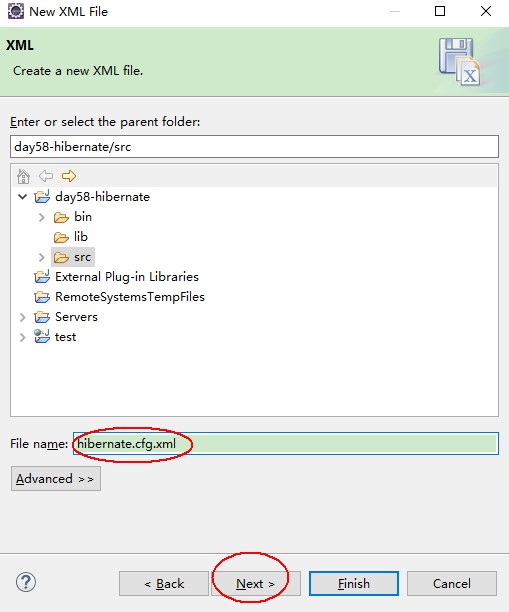 New XML File
XML
Create a new XML file.
Enter or select the parent folder:
day58-hibernate/src
day58-hibernate
bin
lib
src
External Plug-in Libraries
RemoteSystemsTempFiles
Servers
test
File name: hibernate.cfg.xml
Advanced >>
< Back Next > Finish Cancel